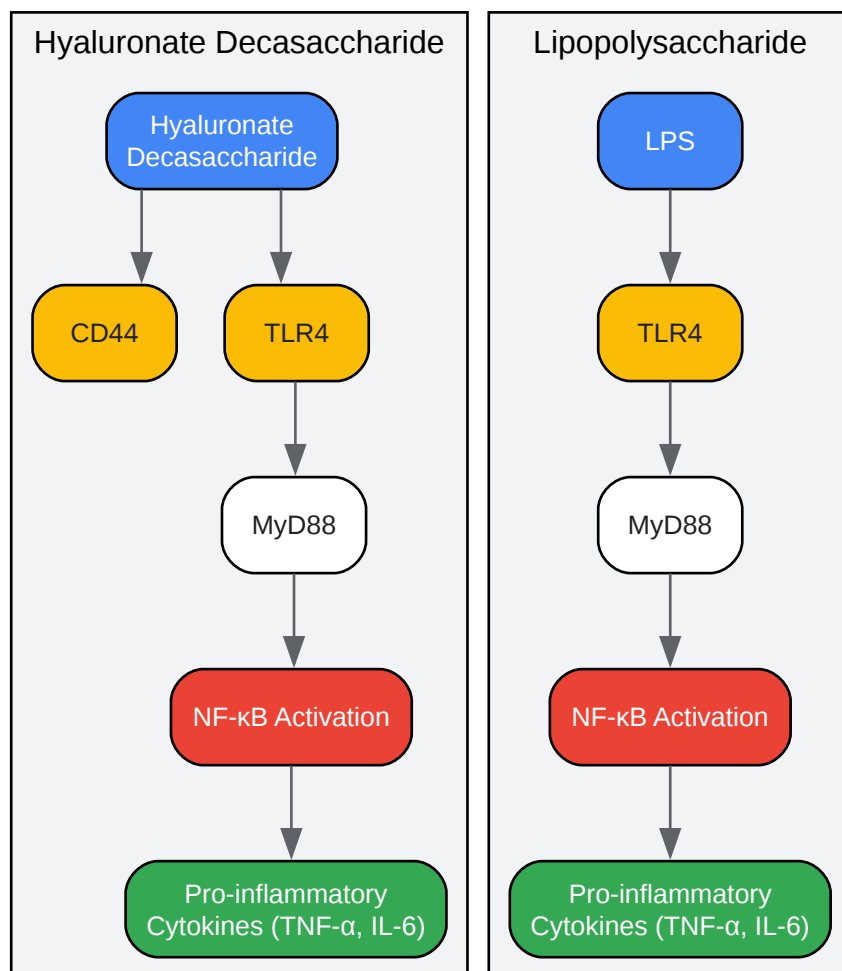 Hyaluronate Decasaccharide
Hyaluronate
Decasaccharide
CD44
TLR4
MyD88
NF-κB Activation
Pro-inflammatory
Cytokines (TNF-α, IL-6)
Lipopolysaccharide
LPS
TLR4
MyD88
NF-κB Activation
Pro-inflammatory
Cytokines (TNF-α, IL-6)